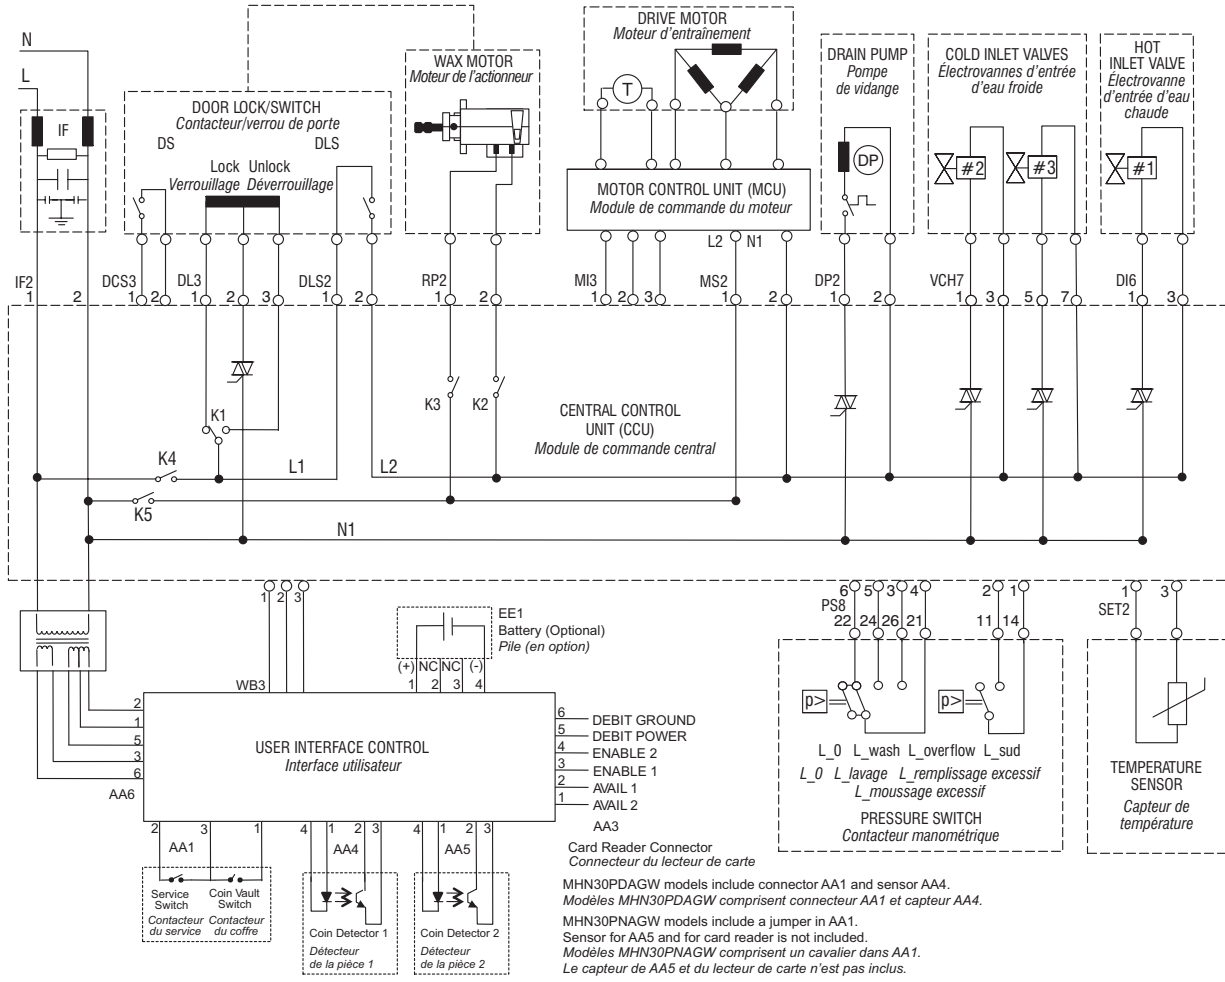 N
L
IF
DOOR LOCK/SWITCH
Contacteur/verrou de porte
DS DLS
Lock Unlock
Verrouillage Déverrouillage
WAX MOTOR
Moteur de l'actionneur
DRIVE MOTOR
Moteur d'entraînement
T
MOTOR CONTROL UNIT (MCU)
Module de commande du moteur
L2 N1
DRAIN PUMP
Pompe
de vidange
DP
COLD INLET VALVES
Électrovannes d'entrée
d'eau froide
#2 #3
HOT
INLET VALVE
Électrovanne
d'entrée d'eau
chaude
#1
IF2 1 2
DCS3 1 2
DL3 1 2 3
DLS2 1 2
RP2 1 2
MI3 1 2 3
MS2 1 2
DP2 1 2
VCH7 1 3 5 7
DI6 1 3
K1
K3 K2
CENTRAL CONTROL
UNIT (CCU)
Module de commande central
K4
L1 L2
K5
N1
1 2 3
WB3
EE1
Battery (Optional)
Pile (en option)
(+) NC NC (-)
1 2 3 4
2
1
5
3
6
AA6
USER INTERFACE CONTROL
Interface utilisateur
6 DEBIT GROUND
5 DEBIT POWER
4 ENABLE 2
3 ENABLE 1
2 AVAIL 1
1 AVAIL 2
AA3
Card Reader Connector
Connecteur du lecteur de carte
2 3 1
AA1
Service
Switch
Contacteur
du service
Coin Vault
Switch
Contacteur
du coffre
4 1 2 3
AA4
Coin Detector 1
Détecteur
de la pièce 1
4 1 2 3
AA5
Coin Detector 2
Détecteur
de la pièce 2
6 5 3 4 2 1
PS8
22 24 26 21 11 14
p> p>
L_0 L_wash L_overflow L_sud
L_0 L_lavage L_remplissage excessif
L_moussage excessif
PRESSURE SWITCH
Contacteur manométrique
1 3
SET2
TEMPERATURE
SENSOR
Capteur de
température
MHN30PDAGW models include connector AA1 and sensor AA4.
Modèles MHN30PDAGW comprisent connecteur AA1 et capteur AA4.
MHN30PNAGW models include a jumper in AA1.
Sensor for AA5 and for card reader is not included.
Modèles MHN30PNAGW comprisent un cavalier dans AA1.
Le capteur de AA5 et du lecteur de carte n'est pas inclus.